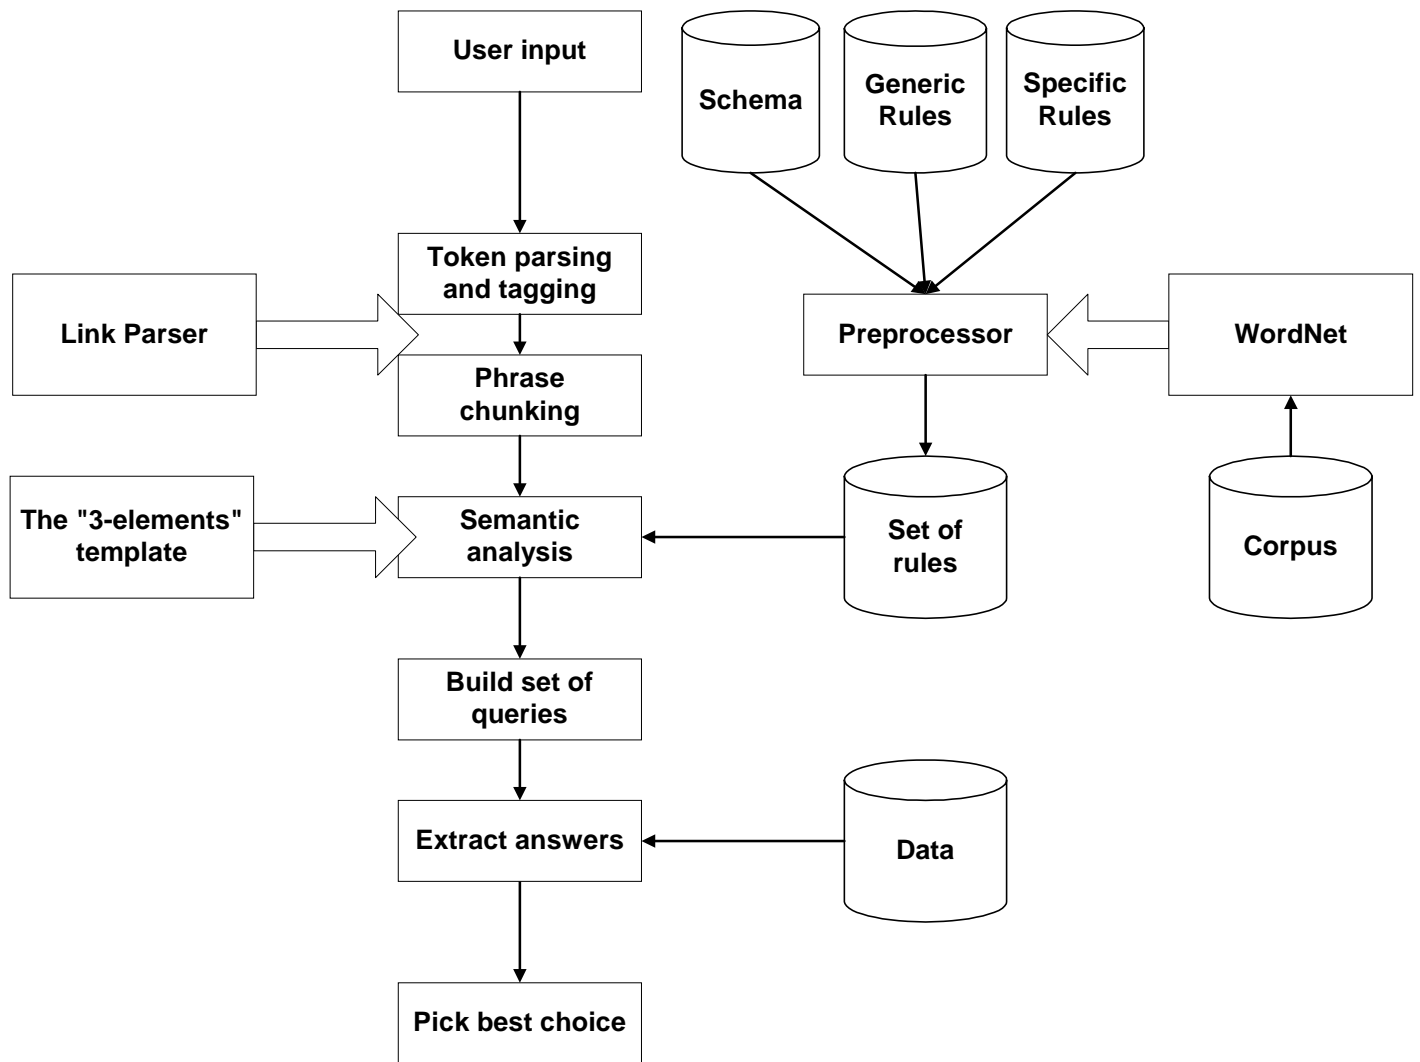 User input
Schema
Generic
Rules
Specific
Rules
Token parsing
and tagging
Link Parser
Preprocessor
WordNet
Phrase
chunking
The "3-elements"
template
Semantic
analysis
Set of
rules
Corpus
Build set of
queries
Extract answers
Data
Pick best choice